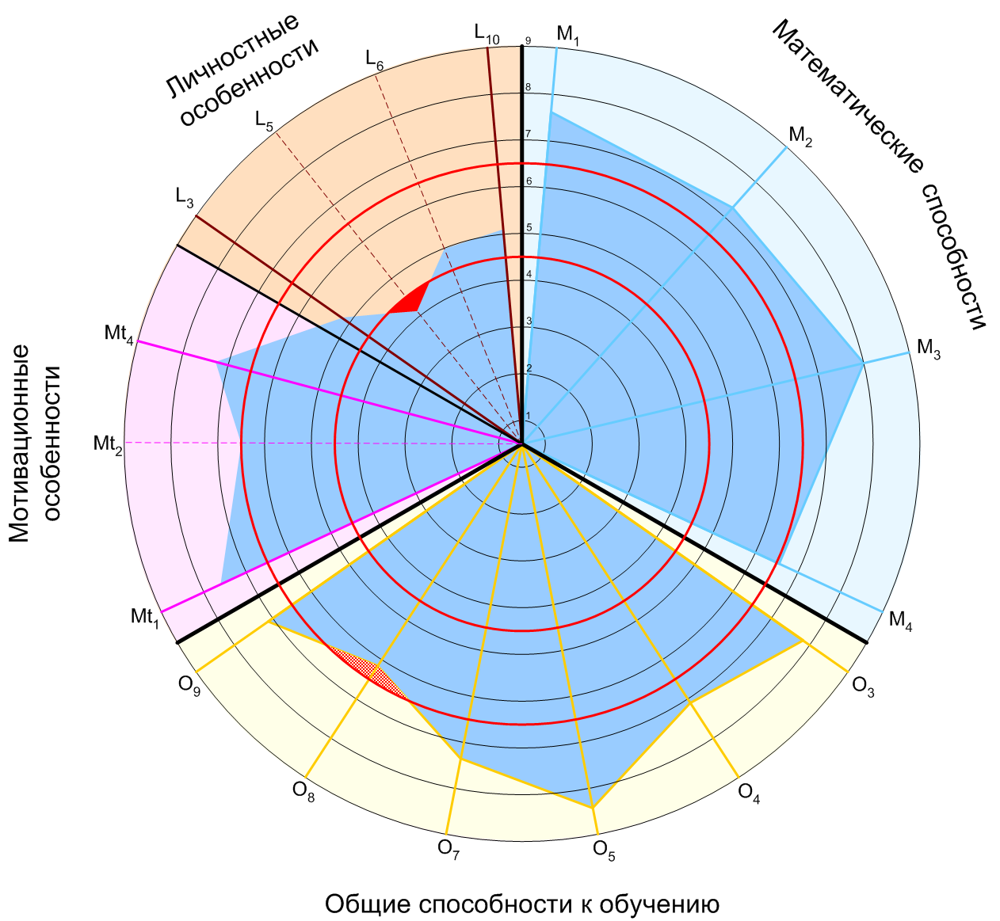 Личностные
особенности
Математические способности
Мотивационные
особенности
Общие способности к обучению
L₁₀
L₆
L₅
L₃
M₁
M₂
M₃
M₄
Mt₄
Mt₂
Mt₁
O₉
O₈
O₇
O₅
O₄
O₃
9
8
7
6
5
4
3
2
1